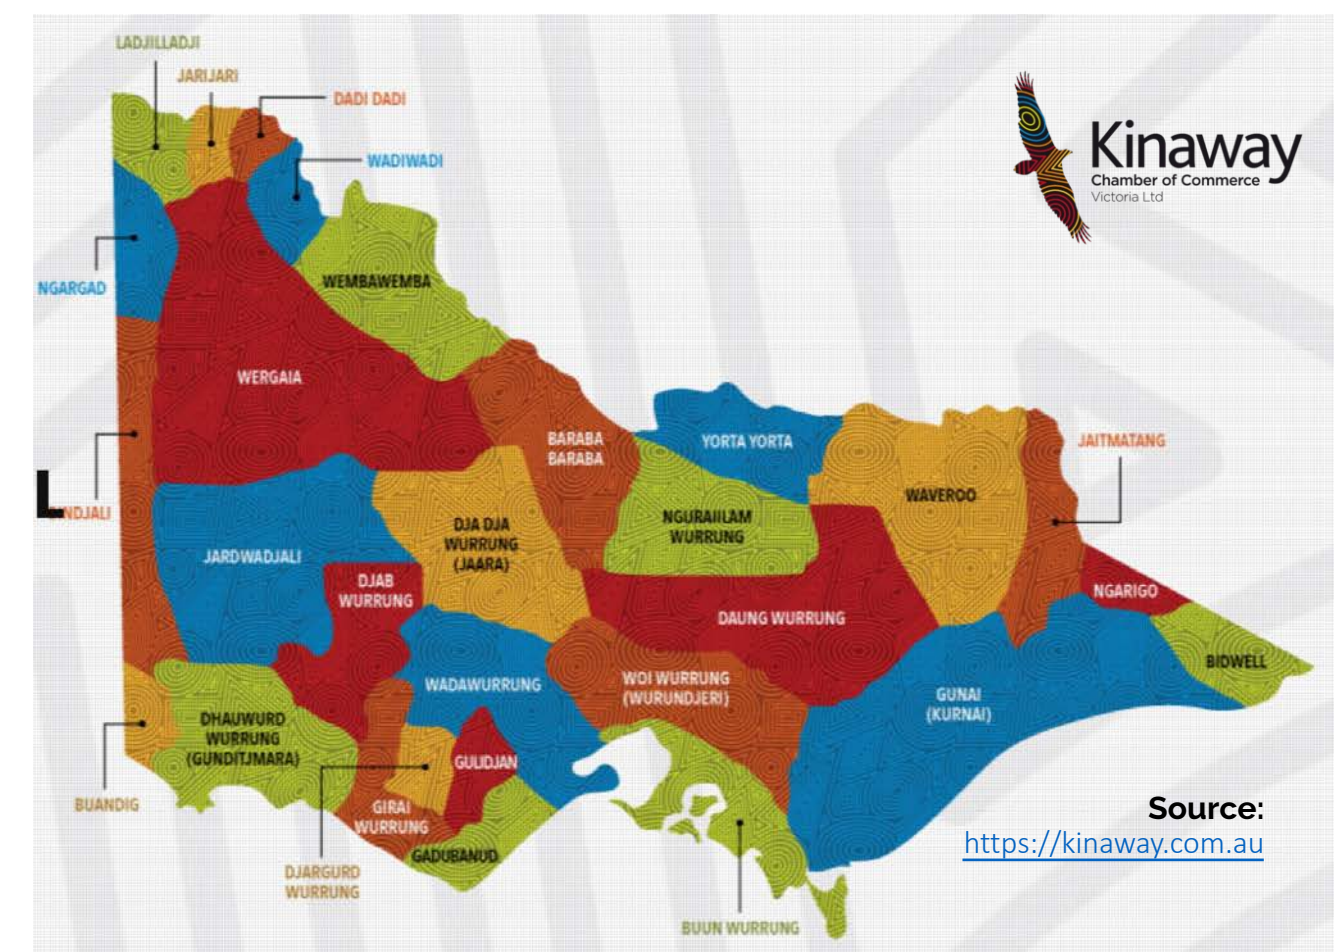 LADJILLADJI
JARIJARI
DADI DADI
WADIWADI
Kinaway
Chamber of Commerce
Victoria Ltd
NGARGAD
WEMBAWEMBA
WERGAIA
BARABA
BARABA
YORTA YORTA
JAITMATANG
WAVEROO
L
NDJALI
NGURAIILAM
WURRUNG
DJA DJA
WURRUNG
(JAARA)
JARDWADJALI
DJAB
WURRUNG
NGARIGO
DAUNG WURRUNG
BIDWELL
WADAWURRUNG
WOI WURRUNG
(WURUNDJERI)
GUNAI
(KURNAI)
DHAUWURD
WURRUNG
(GUNDITJMARA)
GULIDJAN
BUANDIG
GIRAI
WURRUNG
GADUBANUD
DJARGURD
WURRUNG
BUUN WURRUNG
Source:
https://kinaway.com.au